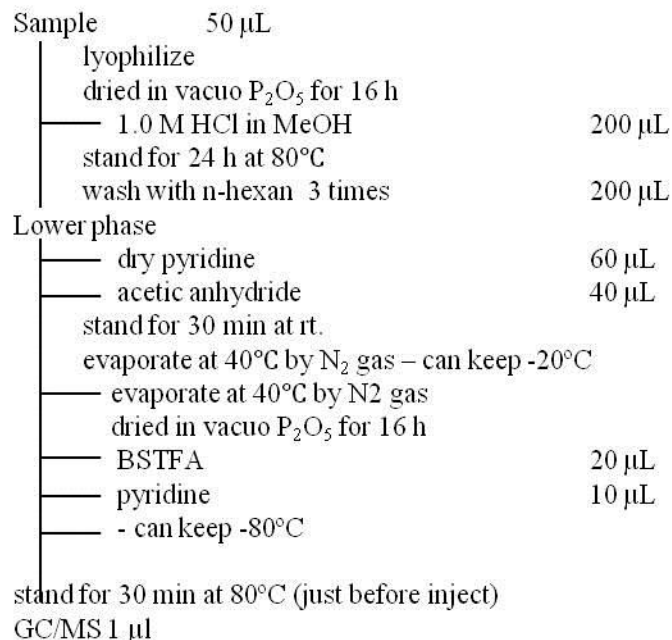 Sample 50 µL
lyophilize
dried in vacuo P₂O₅ for 16 h
1.0 M HCl in MeOH 200 µL
stand for 24 h at 80℃
wash with n-hexan 3 times 200 µL
Lower phase
dry pyridine 60 µL
acetic anhydride 40 µL
stand for 30 min at rt.
evaporate at 40℃ by N₂ gas – can keep -20°C
evaporate at 40℃ by N2 gas
dried in vacuo P₂O₅ for 16 h
BSTFA 20 µL
pyridine 10 µL
- can keep -80°C
stand for 30 min at 80°C (just before inject)
GC/MS 1 µl